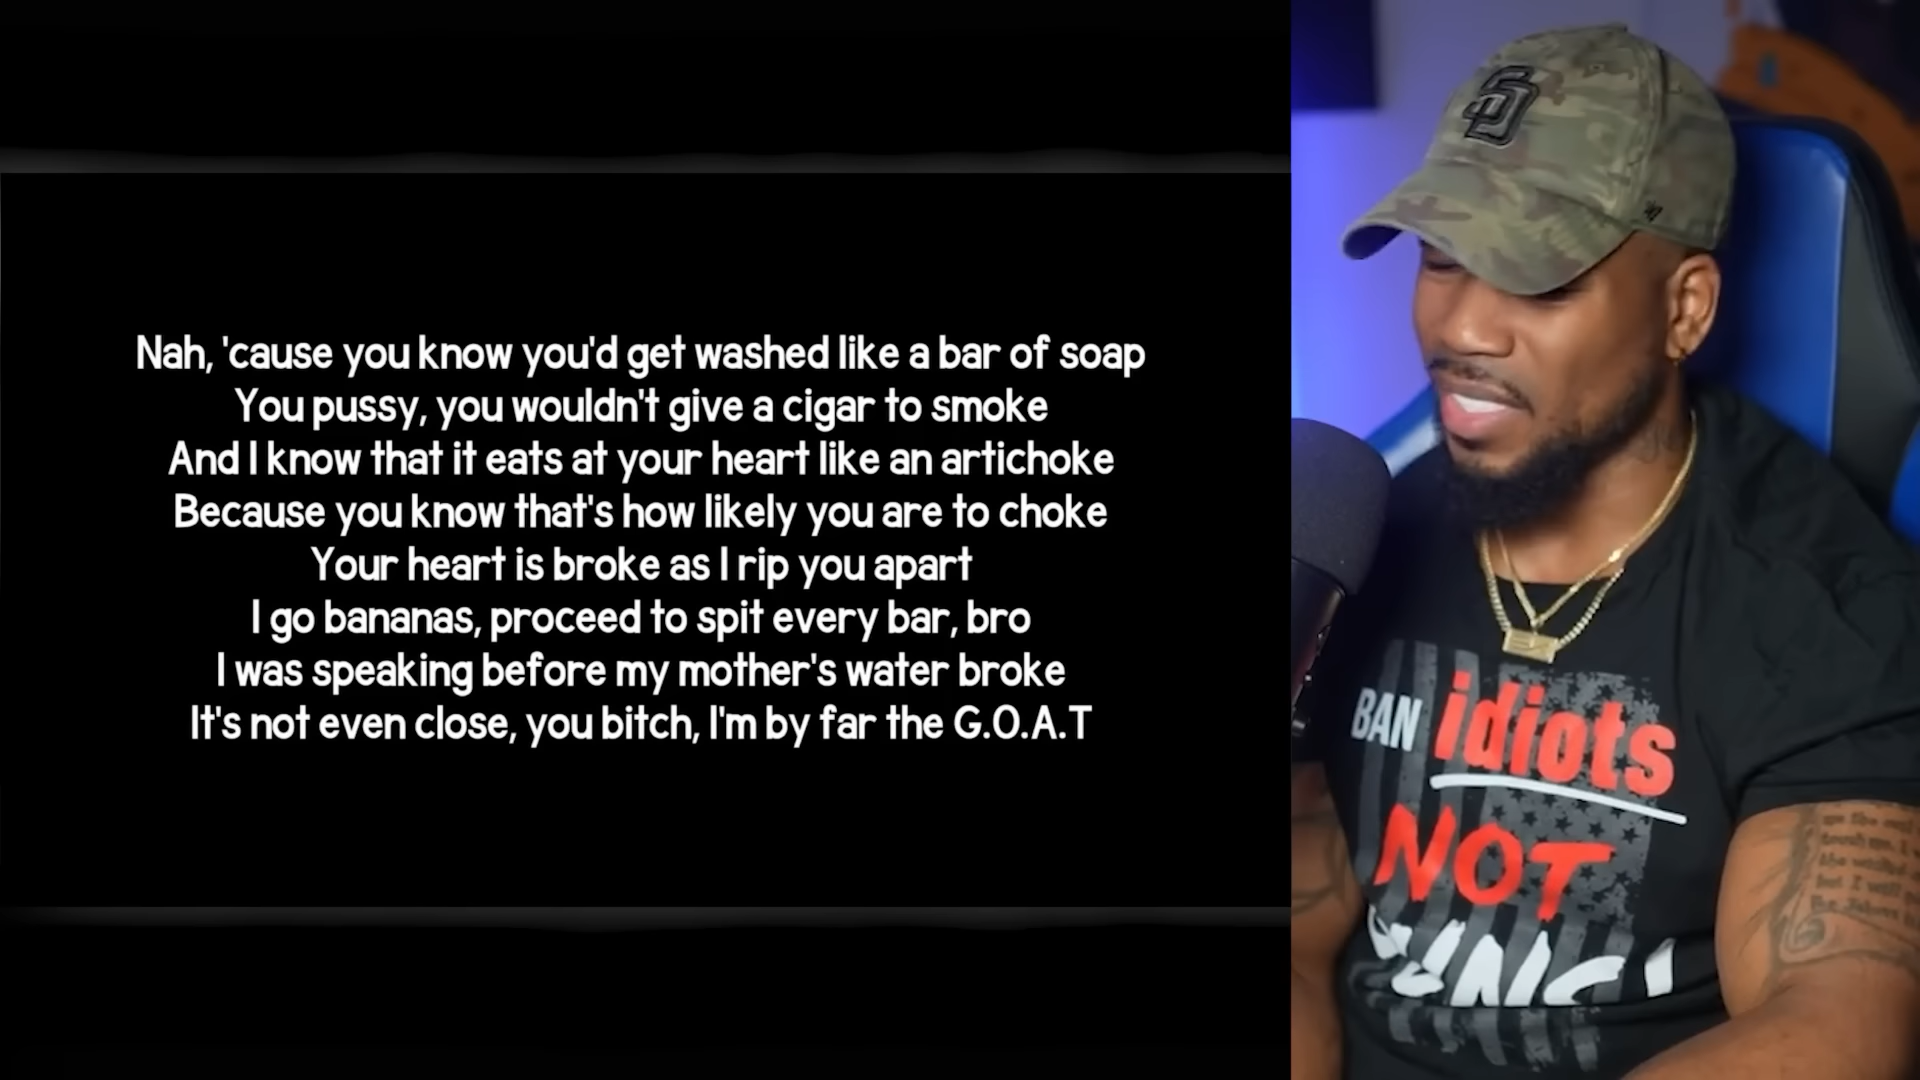 Nah, 'cause you know you'd get washed like a bar of soap
You pussy, you wouldn't give a cigar to smoke
And I know that it eats at your heart like an artichoke
Because you know that's how likely you are to choke
Your heart is broke as I rip you apart
I go bananas, proceed to spit every bar, bro
I was speaking before my mother's water broke
It's not even close, you bitch, I'm by far the G.O.A.T
SD
BAN idiots
NOT